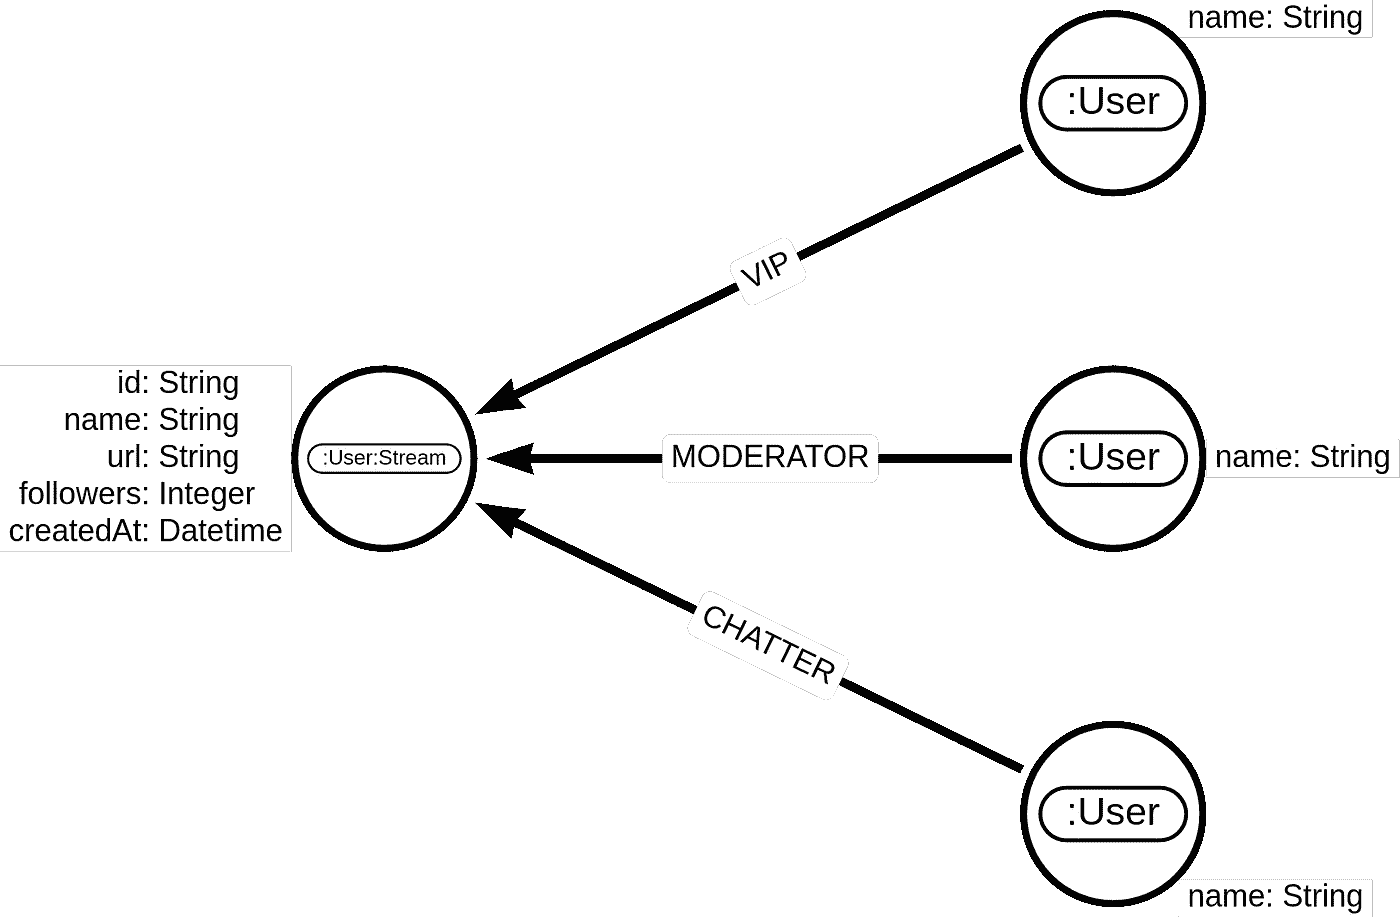 name: String
:User
VIP
id: String
name: String
url: String
followers: Integer
createdAt: Datetime
:User:Stream
MODERATOR
:User
name: String
CHATTER
:User
name: String